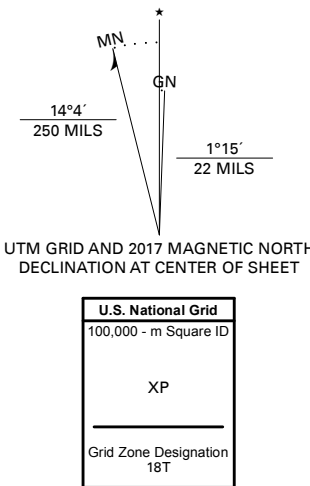 ★
MN
GN
14°4´
250 MILS
1°15´
22 MILS
UTM GRID AND 2017 MAGNETIC NORTH
DECLINATION AT CENTER OF SHEET
U.S. National Grid
100,000 - m Square ID
XP
Grid Zone Designation
18T